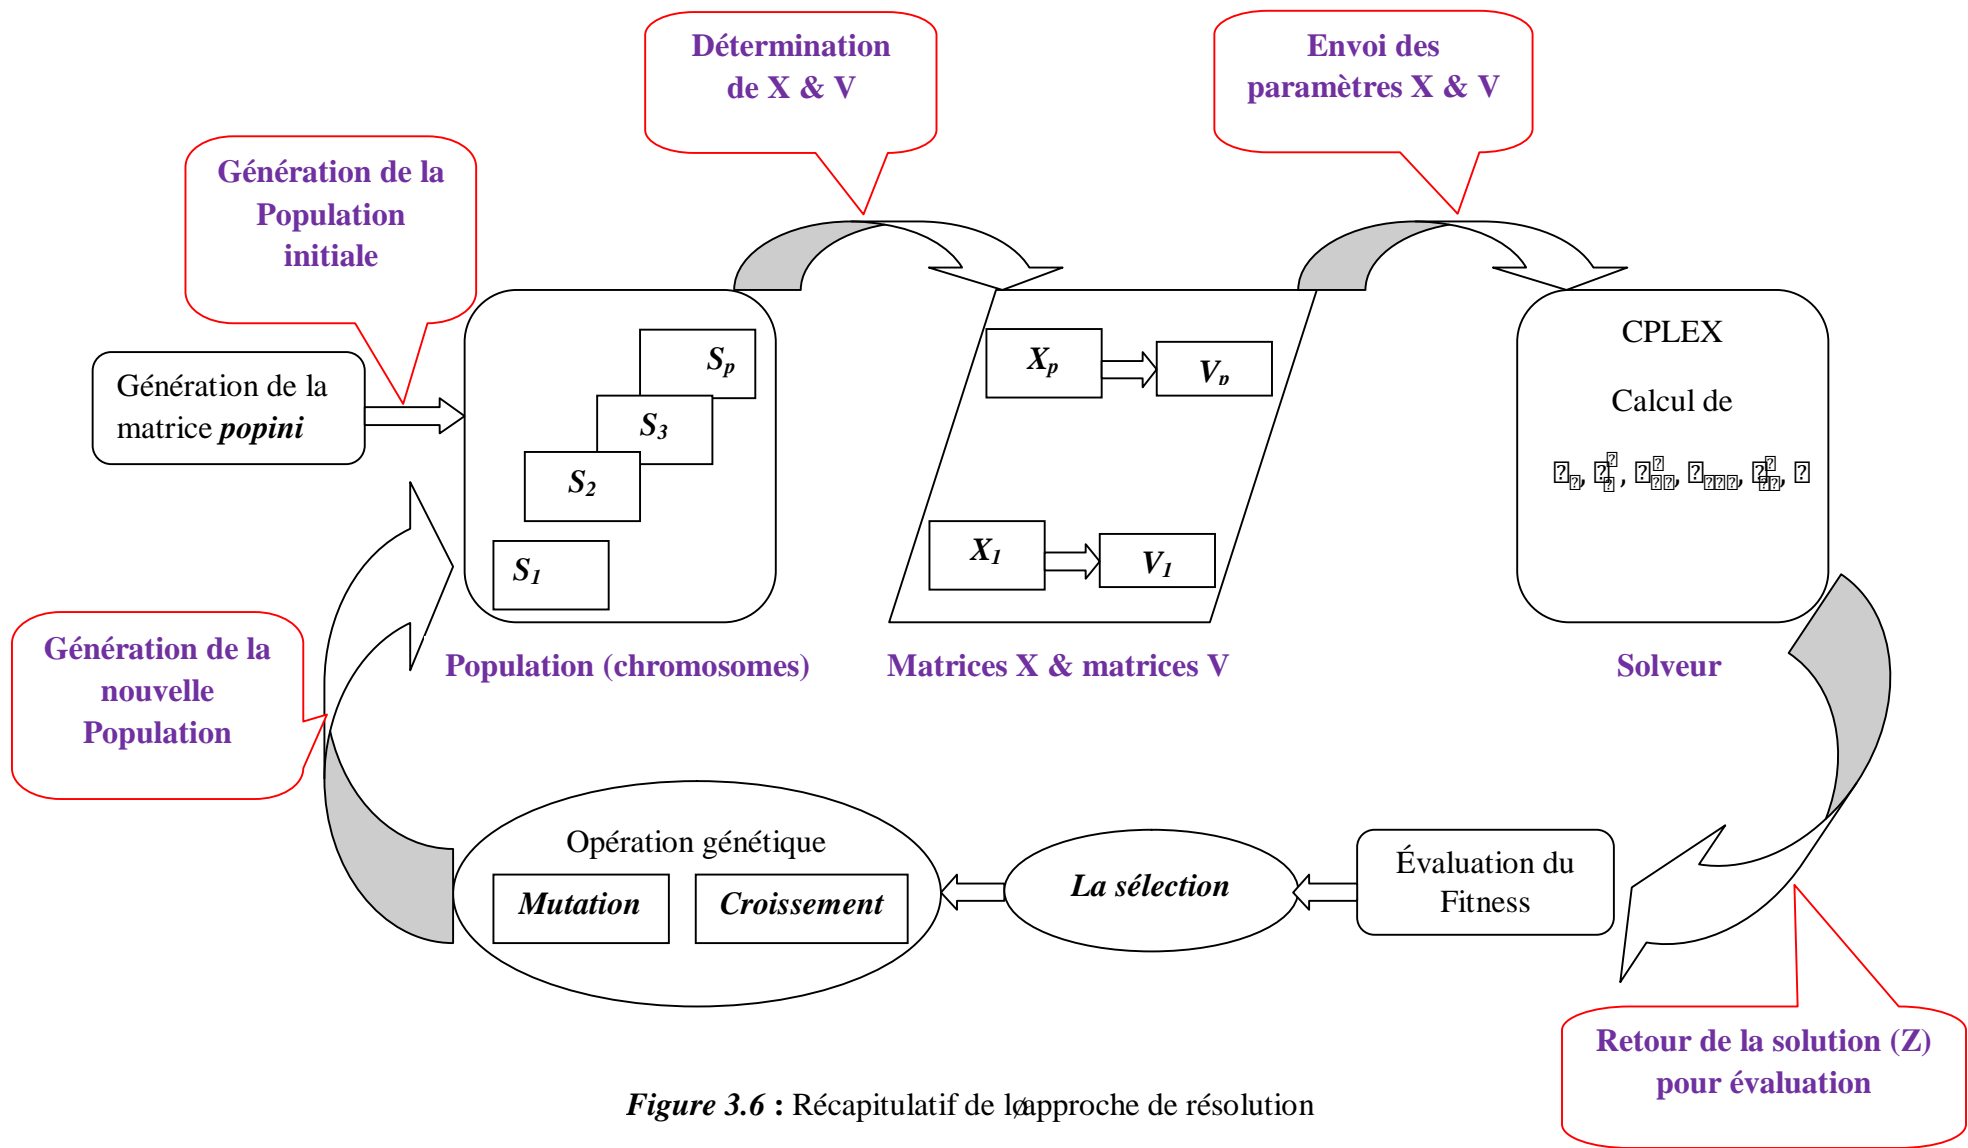 Détermination
de X & V
Envoi des
paramètres X & V
Génération de la
Population
initiale
Génération de la
matrice popini
Sp
S3
S2
S1
Xp
Vp
X1
V1
CPLEX
Calcul de
Population (chromosomes)
Matrices X & matrices V
Solveur
Génération de la
nouvelle
Population
Opération génétique
Mutation
Croissement
La sélection
Évaluation du
Fitness
Retour de la solution (Z)
pour évaluation
Figure 3.6 : Récapitulatif de løapproche de résolution